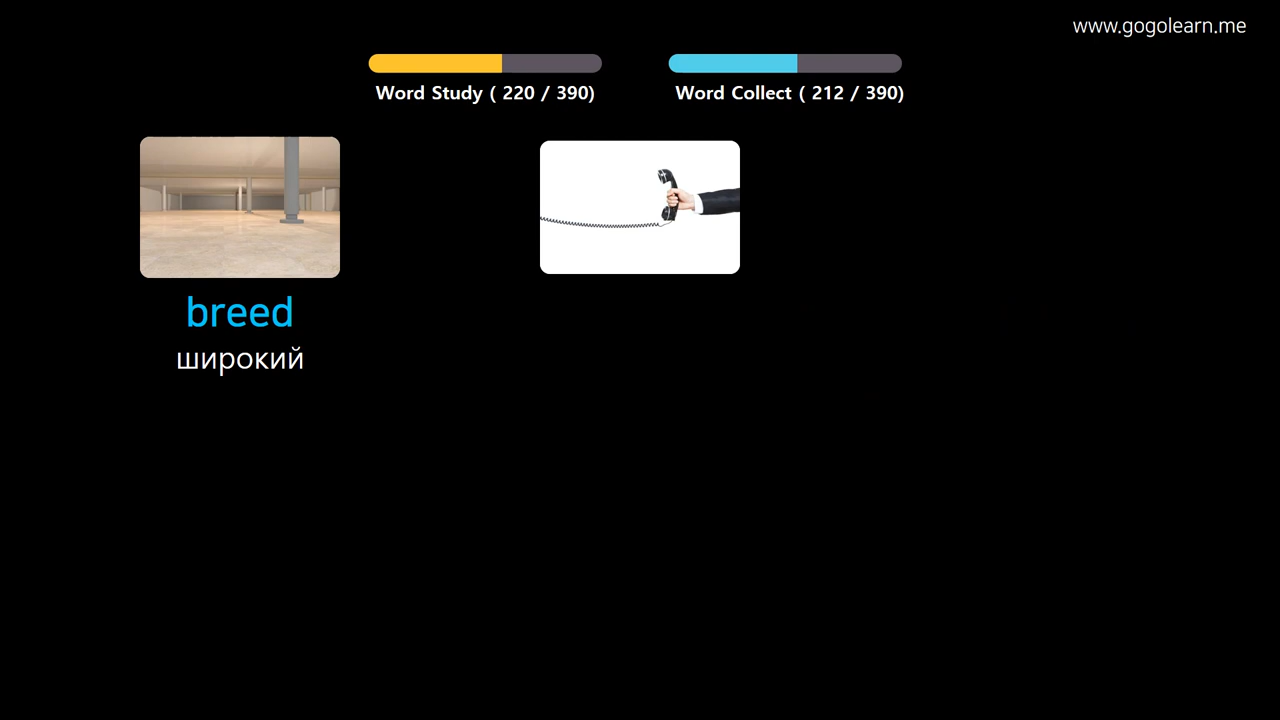 www.gogolearn.me
Word Study ( 220 / 390)
Word Collect ( 212 / 390)
breed
широкий